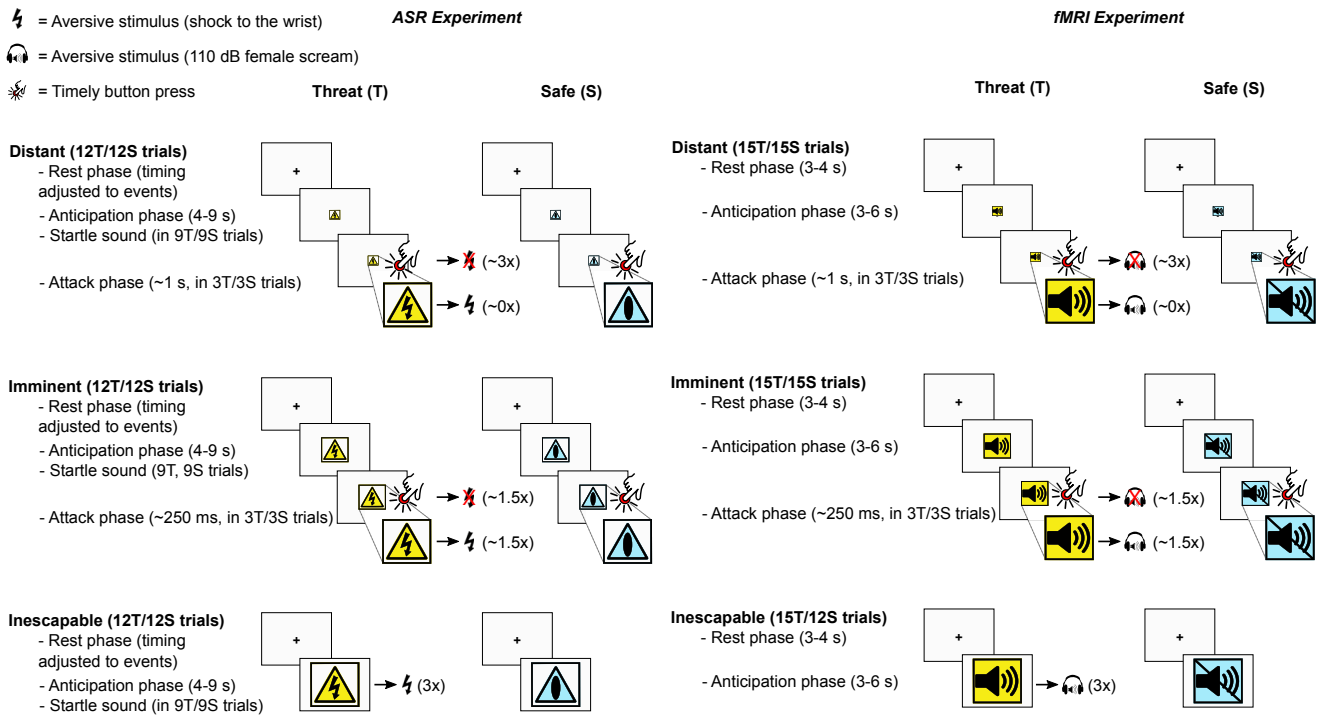 = Aversive stimulus (shock to the wrist)
= Aversive stimulus (110 dB female scream)
= Timely button press
ASR Experiment
Threat (T)
Safe (S)
Distant (12T/12S trials)
- Rest phase (timing
adjusted to events)
- Anticipation phase (4-9 s)
- Startle sound (in 9T/9S trials)
- Attack phase (~1 s, in 3T/3S trials)
+
+
(~3x)
(~0x)
Imminent (12T/12S trials)
- Rest phase (timing
adjusted to events)
- Anticipation phase (4-9 s)
- Startle sound (9T, 9S trials)
- Attack phase (~250 ms, in 3T/3S trials)
+
+
(~1.5x)
(~1.5x)
Inescapable (12T/12S trials)
- Rest phase (timing
adjusted to events)
- Anticipation phase (4-9 s)
- Startle sound (in 9T/9S trials)
+
+
(3x)
fMRI Experiment
Threat (T)
Safe (S)
Distant (15T/15S trials)
- Rest phase (3-4 s)
- Anticipation phase (3-6 s)
- Attack phase (~1 s, in 3T/3S trials)
+
+
(~3x)
(~0x)
Imminent (15T/15S trials)
- Rest phase (3-4 s)
- Anticipation phase (3-6 s)
- Attack phase (~250 ms, in 3T/3S trials)
+
+
(~1.5x)
(~1.5x)
Inescapable (15T/12S trials)
- Rest phase (3-4 s)
- Anticipation phase (3-6 s)
+
+
(3x)